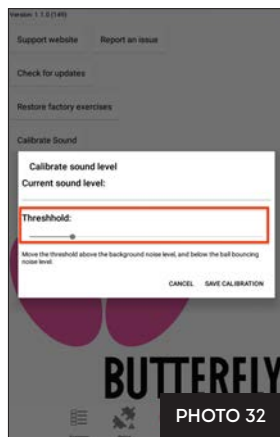 Version 1.1.0 (149)
Support website Report an issue
Check for updates
Restore factory exercises
Calibrate Sound
Calibrate sound level
Current sound level:
Threshhold:
Move the threshold above the background noise level, and below the ball bouncing
noise level.
CANCEL SAVE CALIBRATION
BUTTERFLY
PHOTO 32